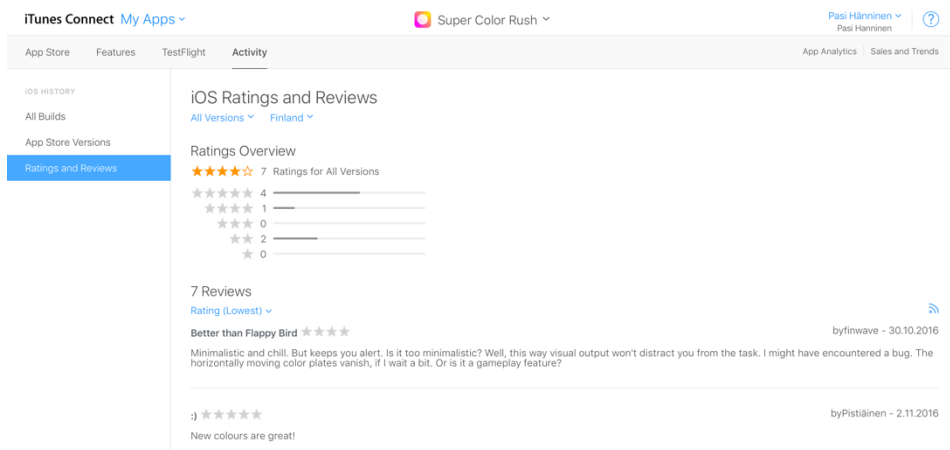 iTunes Connect My Apps
Super Color Rush
Pasi Hänninen
Pasi Hanninen
?
App Store Features TestFlight Activity
App Analytics Sales and Trends
iOS HISTORY
All Builds
App Store Versions
Ratings and Reviews
iOS Ratings and Reviews
All Versions Finland
Ratings Overview
7 Ratings for All Versions
4
1
0
2
0
7 Reviews
Rating (Lowest)
Better than Flappy Bird
byfinwave - 30.10.2016
Minimalistic and chill. But keeps you alert. Is it too minimalistic? Well, this way visual output won't distract you from the task. I might have encountered a bug. The
horizontally moving color plates vanish, if I wait a bit. Or is it a gameplay feature?
:)
byPistiäinen - 2.11.2016
New colours are great!